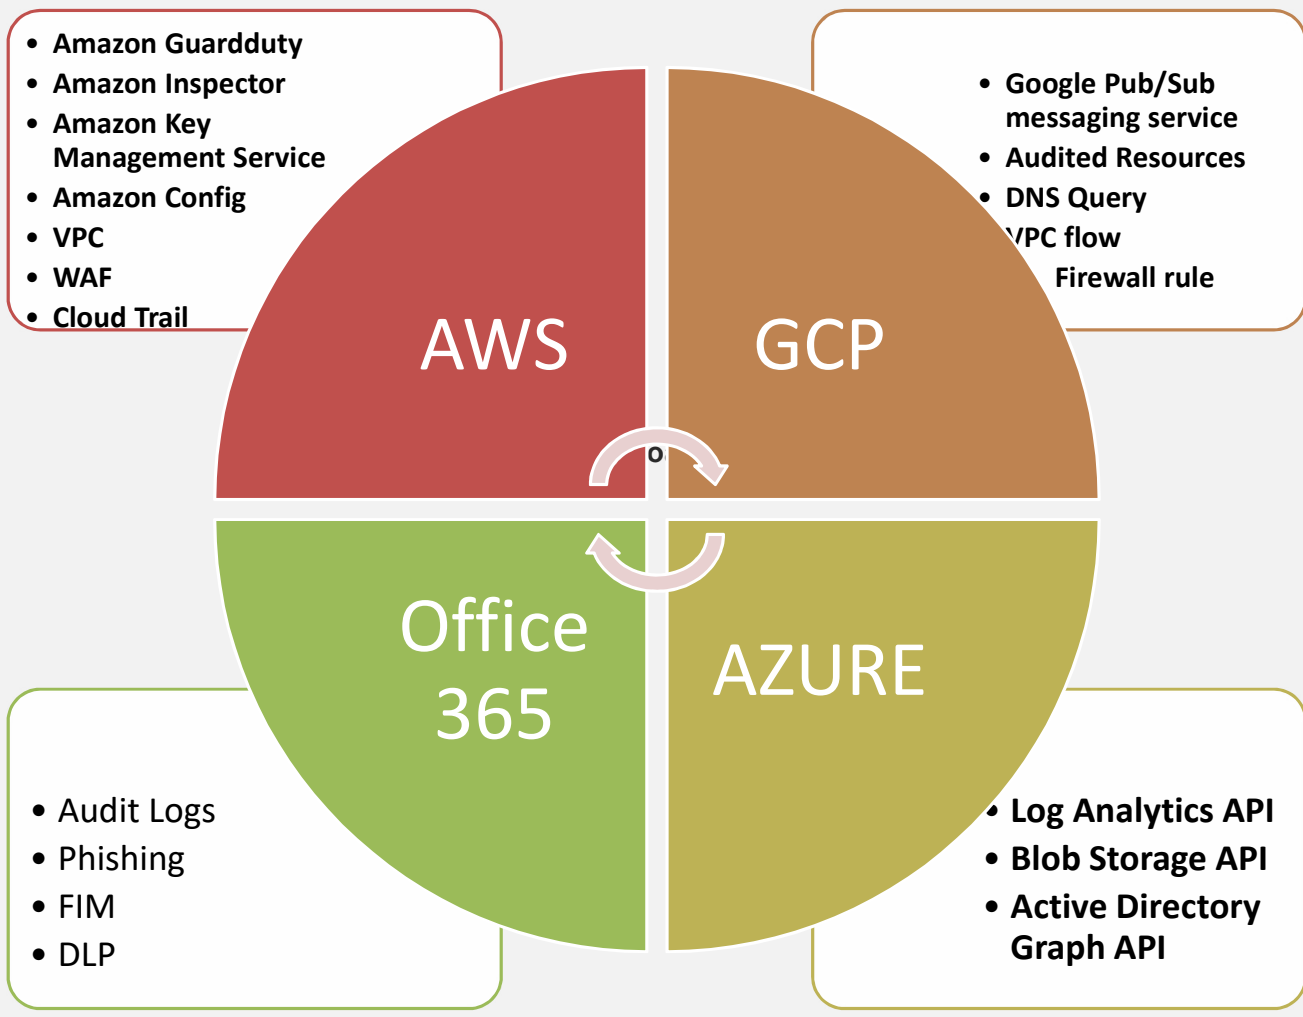 • Amazon Guardduty
• Amazon Inspector
• Amazon Key
Management Service
• Amazon Config
• VPC
• WAF
• Cloud Trail
• Google Pub/Sub
messaging service
• Audited Resources
• DNS Query
VPC flow
Firewall rule
AWS
GCP
Office
365
AZURE
• Audit Logs
• Phishing
• FIM
• DLP
• Log Analytics API
• Blob Storage API
• Active Directory
Graph API